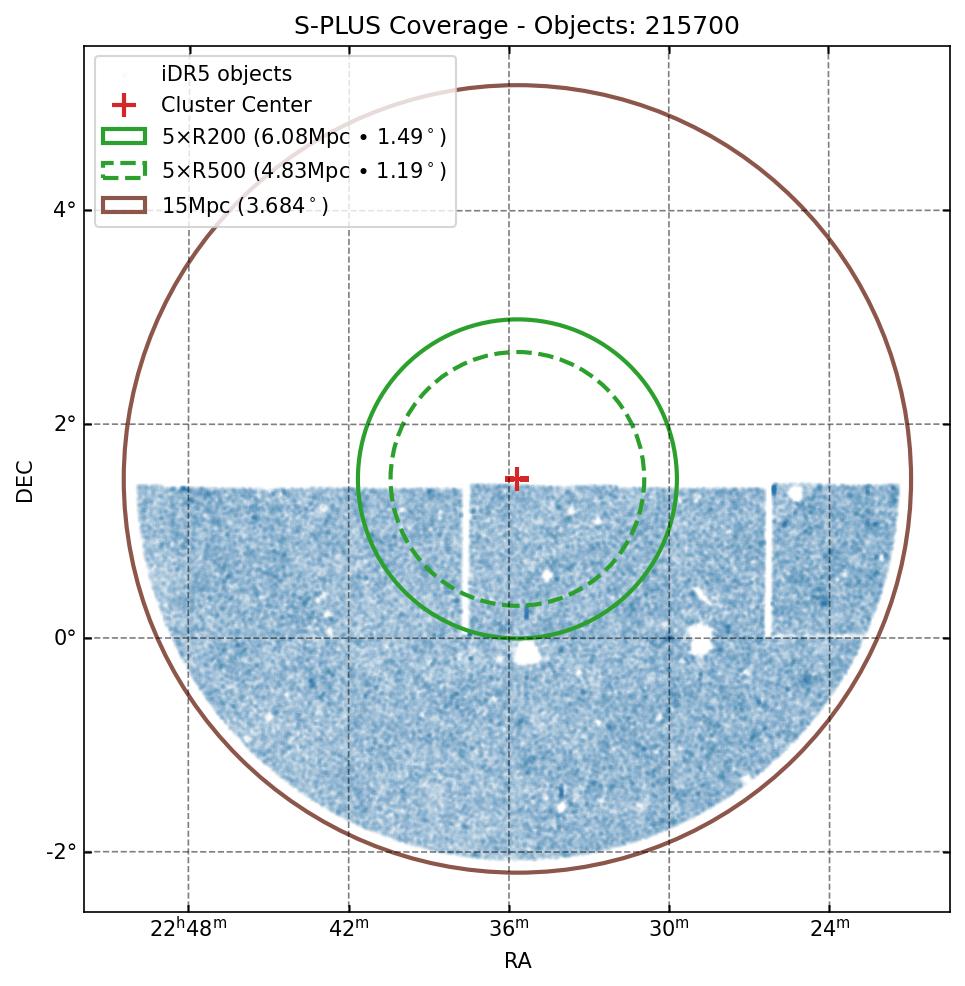 S-PLUS Coverage - Objects: 215700
iDR5 objects
Cluster Center
5×R200 (6.08Mpc • 1.49°)
5×R500 (4.83Mpc • 1.19°)
15Mpc (3.684°)
4°
2°
0°
-2°
DEC
22ʰ48ᵐ 42ᵐ 36ᵐ 30ᵐ 24ᵐ
RA